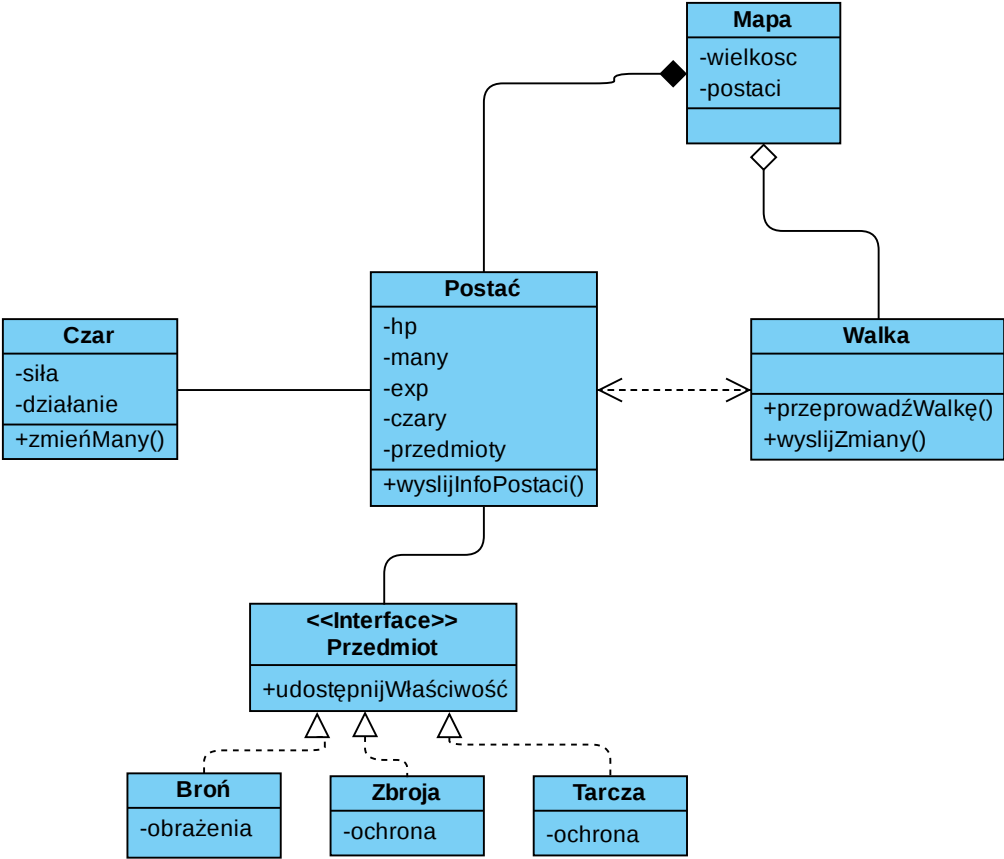 Mapa
-wielkosc
-postaci
Postać
-hp
-many
-exp
-czary
-przedmioty
+wyslijInfoPostaci()
Czar
-siła
-działanie
+zmieńMany()
Walka
+przeprowadźWalkę()
+wyslijZmiany()
<<Interface>>
Przedmiot
+udostępnijWłaściwość
Broń
-obrażenia
Zbroja
-ochrona
Tarcza
-ochrona